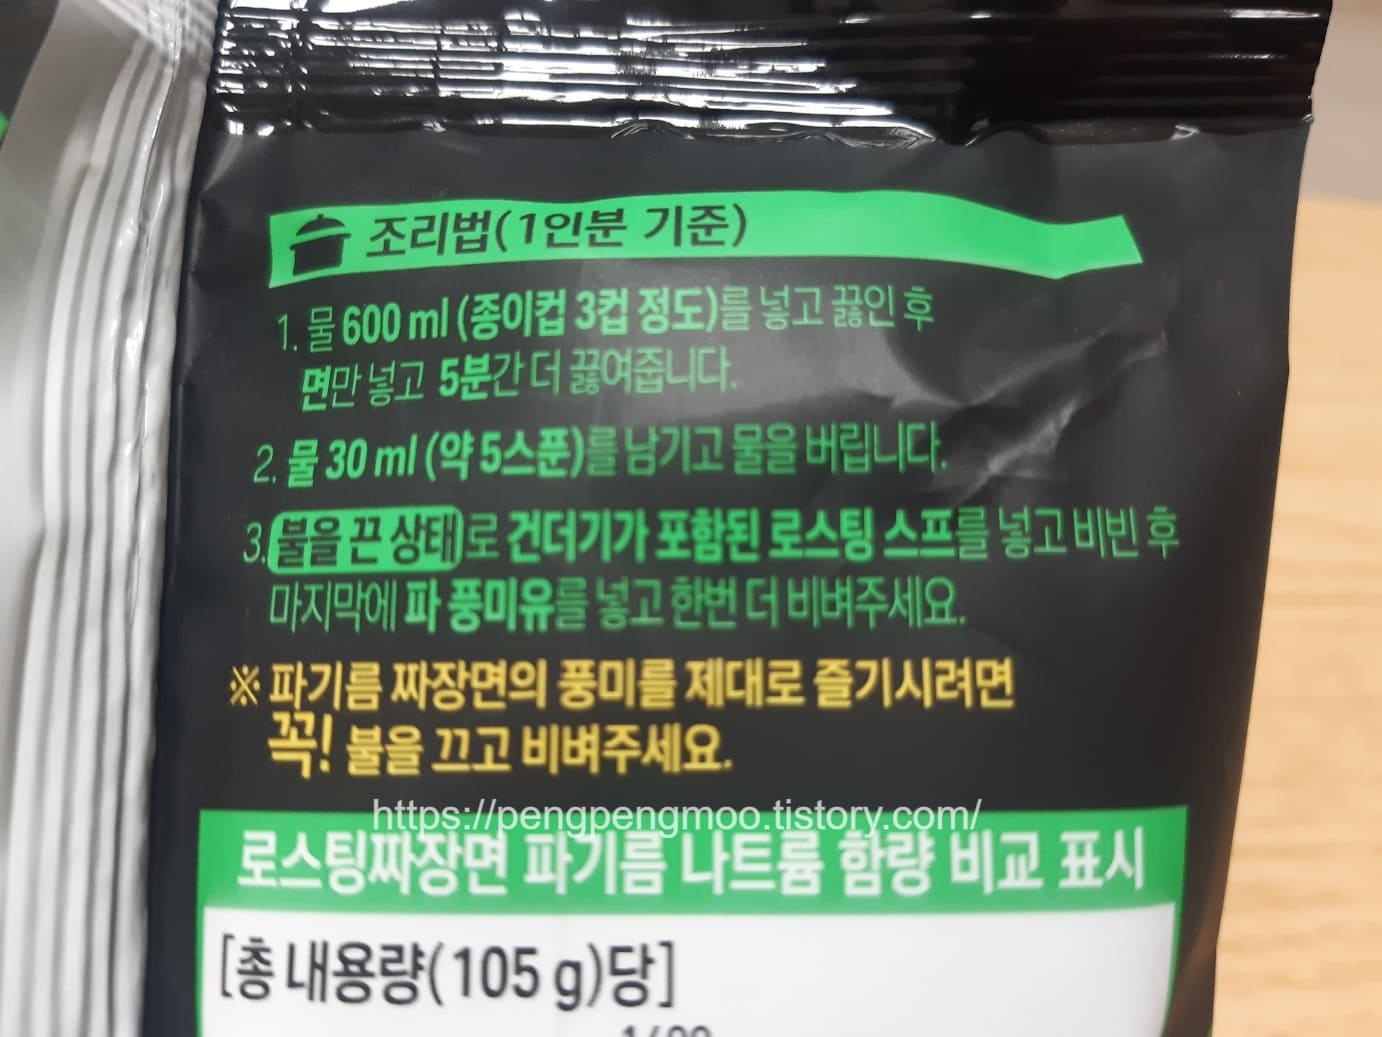 조리법(1인분 기준)
1. 물 600 ml (종이컵 3컵 정도)를 넣고 끓인 후
면만 넣고 5분간 더 끓여줍니다.
2. 물 30 ml (약 5스푼)를 남기고 물을 버립니다.
3. 불을 끈 상태로 건더기가 포함된 로스팅 스프를 넣고 비빈 후
마지막에 파 풍미유를 넣고 한번 더 비벼주세요.
※ 파기름 짜장면의 풍미를 제대로 즐기시려면
꼭! 불을 끄고 비벼주세요.
https://pengpengmoo.tistory.com/
로스팅짜장면 파기름 나트륨 함량 비교 표시
[총 내용량(105 g)당]